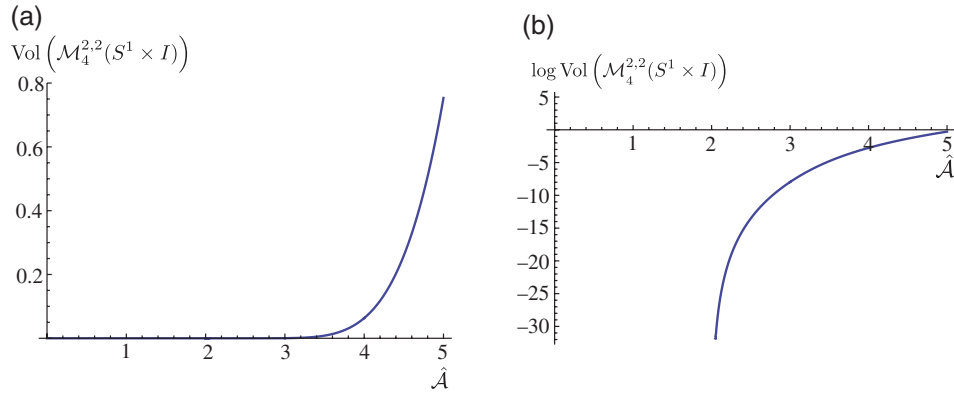 (a)
Vol (𝓜₄^{2,2}(S¹ × I))
0.8
0.6
0.4
0.2
1 2 3 4 5
𝒜̂
(b)
log Vol (𝓜₄^{2,2}(S¹ × I))
5
1 2 3 4 5
𝒜̂
−5
−10
−15
−20
−25
−30